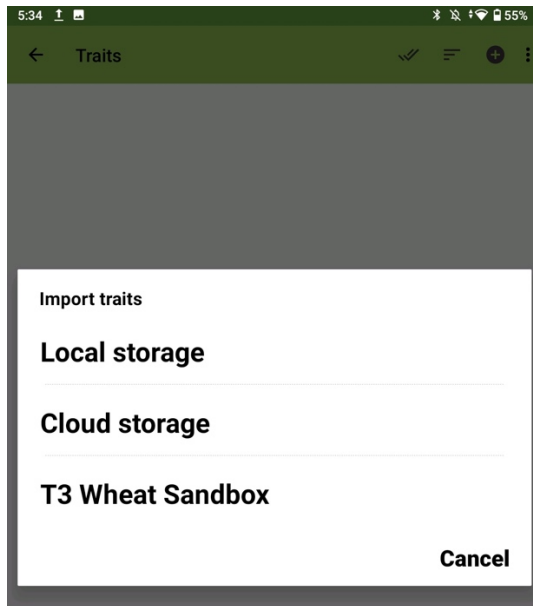 5:34 55%
Traits
Import traits
Local storage
Cloud storage
T3 Wheat Sandbox
Cancel